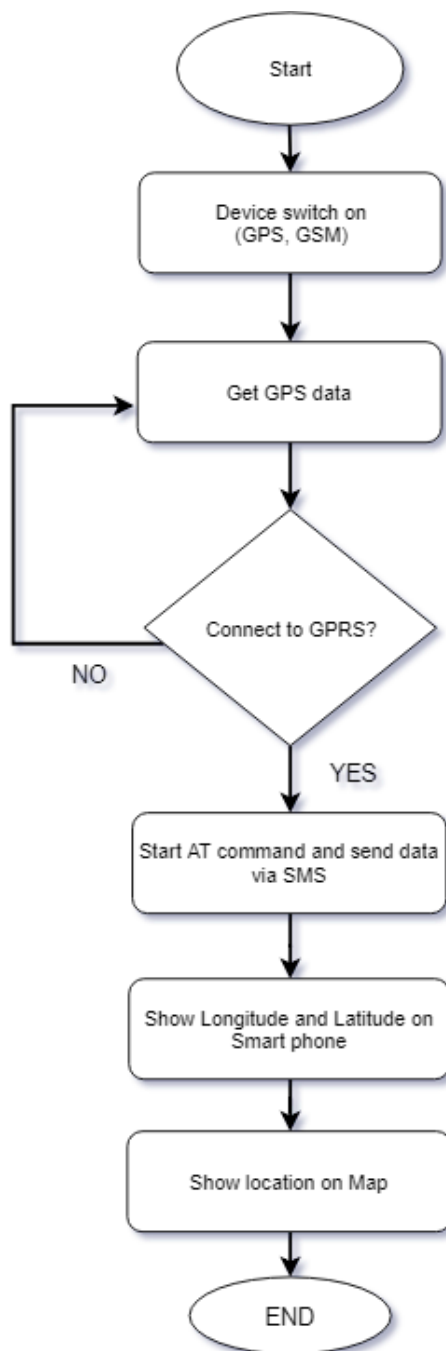 Start
Device switch on
(GPS, GSM)
Get GPS data
Connect to GPRS?
NO
YES
Start AT command and send data
via SMS
Show Longitude and Latitude on
Smart phone
Show location on Map
END